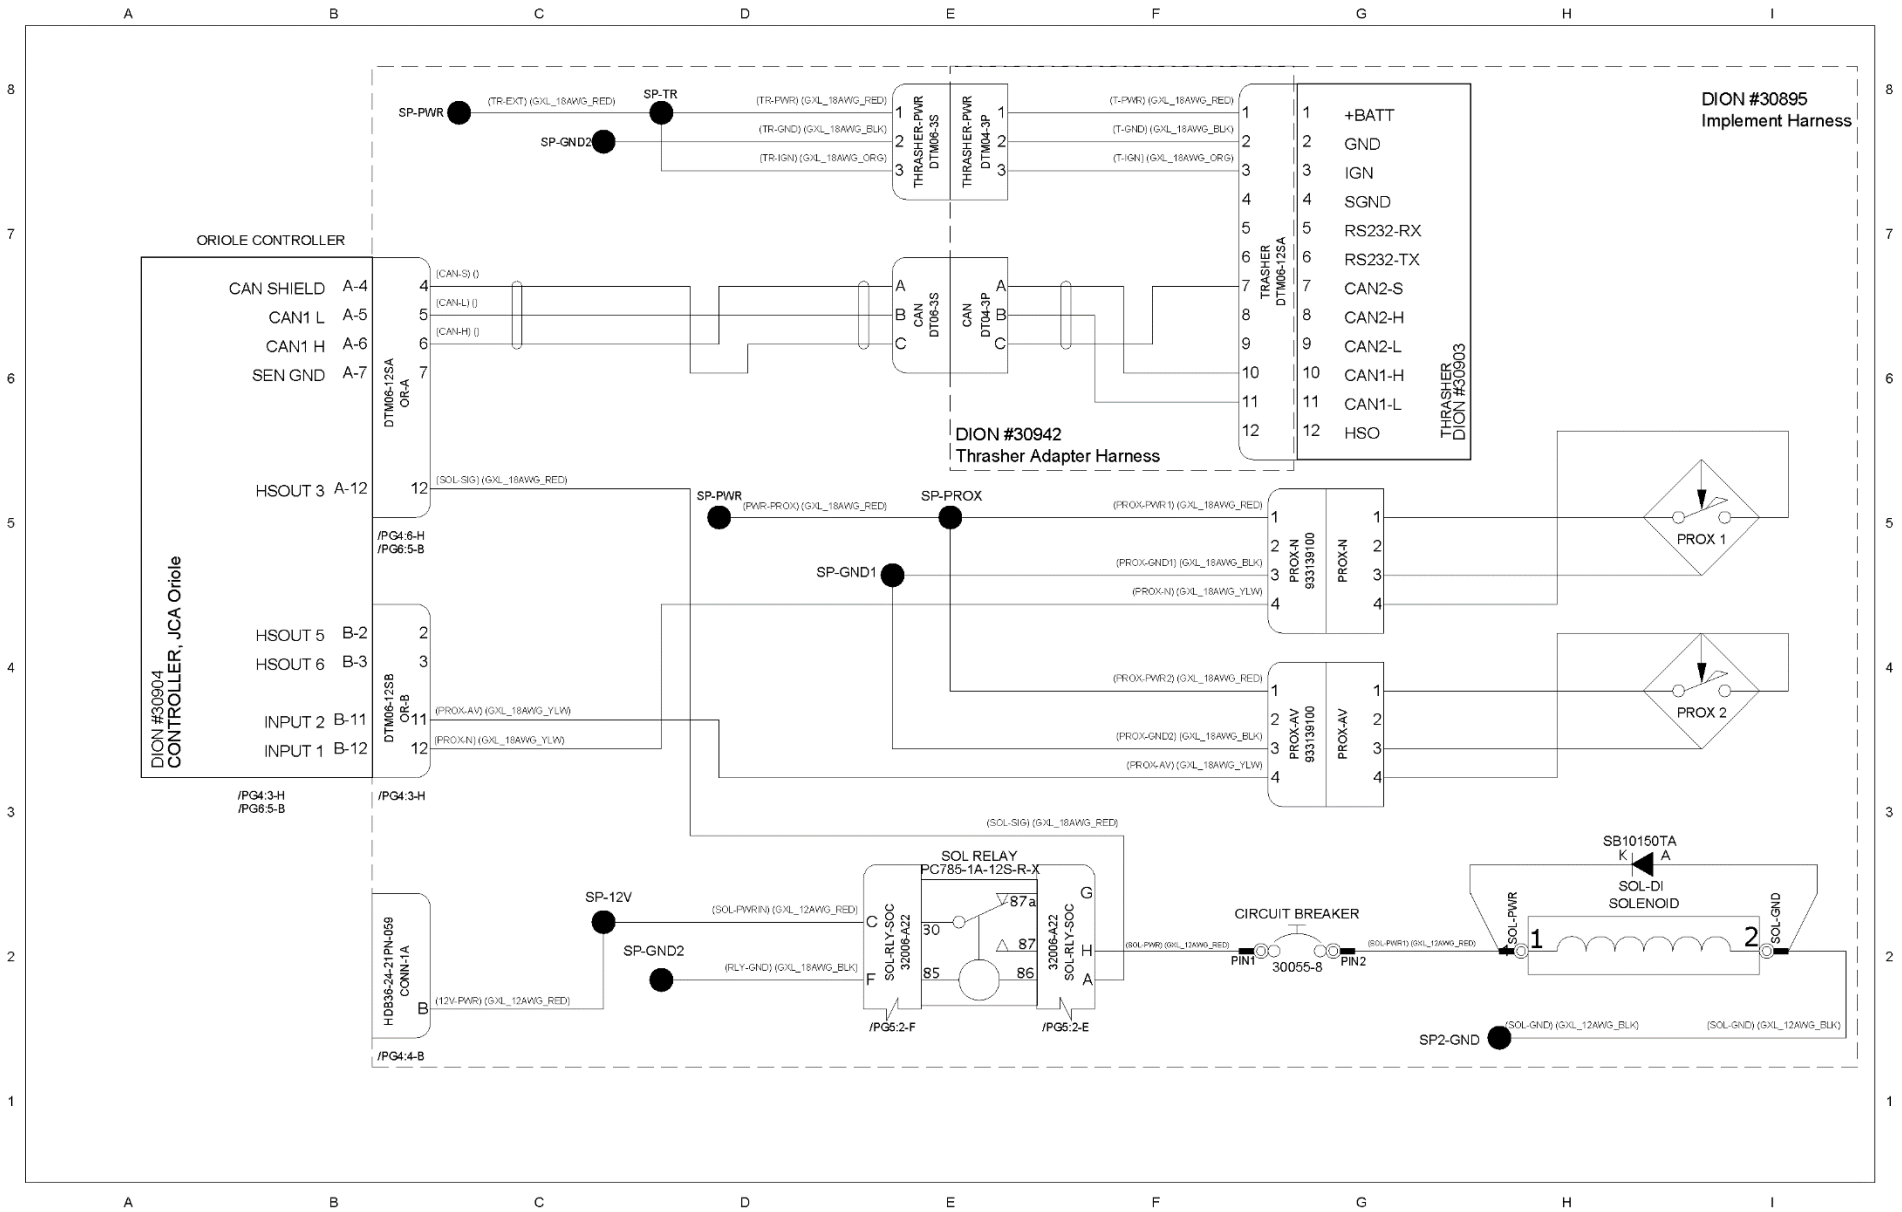 A B C D E F G H I
8 8
7 7
6 6
5 5
4 4
3 3
2 2
1 1
DION #30895
Implement Harness
SP-PWR
(TR-EXT) (GXL_18AWG_RED)
SP-TR
SP-GND2
(TR-PWR) (GXL_18AWG_RED)
(TR-GND) (GXL_18AWG_BLK)
(TR-IGN) (GXL_18AWG_ORG)
1
2
3
THRASHER-PWR
DTM06-3S
THRASHER-PWR
DTM04-3P
1
2
3
(T-PWR) (GXL_18AWG_RED)
(T-GND) (GXL_18AWG_BLK)
(T-IGN) (GXL_18AWG_ORG)
1 1 +BATT
2 2 GND
3 3 IGN
4 4 SGND
5 5 RS232-RX
6 6 RS232-TX
7 7 CAN2-S
8 8 CAN2-H
9 9 CAN2-L
10 10 CAN1-H
11 11 CAN1-L
12 12 HSO
TRASHER
DTM06-12SA
THRASHER
DION #30903
ORIOLE CONTROLLER
CAN SHIELD A-4 4
CAN1 L A-5 5
CAN1 H A-6 6
SEN GND A-7 7
HSOUT 3 A-12 12
HSOUT 5 B-2 2
HSOUT 6 B-3 3
INPUT 2 B-11 11
INPUT 1 B-12 12
DION #30904
CONTROLLER, JCA Oriole
DTM06-12SA
OR-A
DTM06-12SB
OR-B
(CAN-S) ()
(CAN-L) ()
(CAN-H) ()
A
B
C
CAN
DT06-3S
CAN
DT04-3P
A
B
C
DION #30942
Thrasher Adapter Harness
(SOL-SIG) (GXL_18AWG_RED)
/PG4:6-H
/PG6:5-B
SP-PWR
(PWR-PROX) (GXL_18AWG_RED)
SP-PROX
SP-GND1
(PROX-PWR1) (GXL_18AWG_RED)
(PROX-GND1) (GXL_18AWG_BLK)
(PROX-N) (GXL_18AWG_YLW)
1 1
2 2
3 3
4 4
PROX-N
933139100
PROX-N
PROX 1
(PROX-AV) (GXL_18AWG_YLW)
(PROX-N) (GXL_18AWG_YLW)
(PROX-PWR2) (GXL_18AWG_RED)
(PROX-GND2) (GXL_18AWG_BLK)
(PROX-AV) (GXL_18AWG_YLW)
1 1
2 2
3 3
4 4
PROX-AV
933139100
PROX-AV
PROX 2
/PG4:3-H
/PG6:5-B
/PG4:3-H
(SOL-SIG) (GXL_18AWG_RED)
SOL RELAY
PC785-1A-12S-R-X
SP-12V
(SOL-PWRIN) (GXL_12AWG_RED)
SP-GND2
(RLY-GND) (GXL_18AWG_BLK)
C
F
SOL-RLY-SOC
32006-A22
30
87a
87
85 86
32006-A22
SOL-RLY-SOC
G
H
A
/PG5:2-F
/PG5:2-E
HDB36-24-21PN-059
CONN-1A
B
(12V-PWR) (GXL_12AWG_RED)
/PG4:4-B
(SOL-PWR) (GXL_12AWG_RED)
CIRCUIT BREAKER
PIN1
30055-8
PIN2
(SOL-PWR1) (GXL_12AWG_RED)
SB10150TA
K A
SOL-DI
SOLENOID
SOL-PWR
1 2
SOL-GND
SP2-GND
(SOL-GND) (GXL_12AWG_BLK)
(SOL-GND) (GXL_12AWG_BLK)
A B C D E F G H I